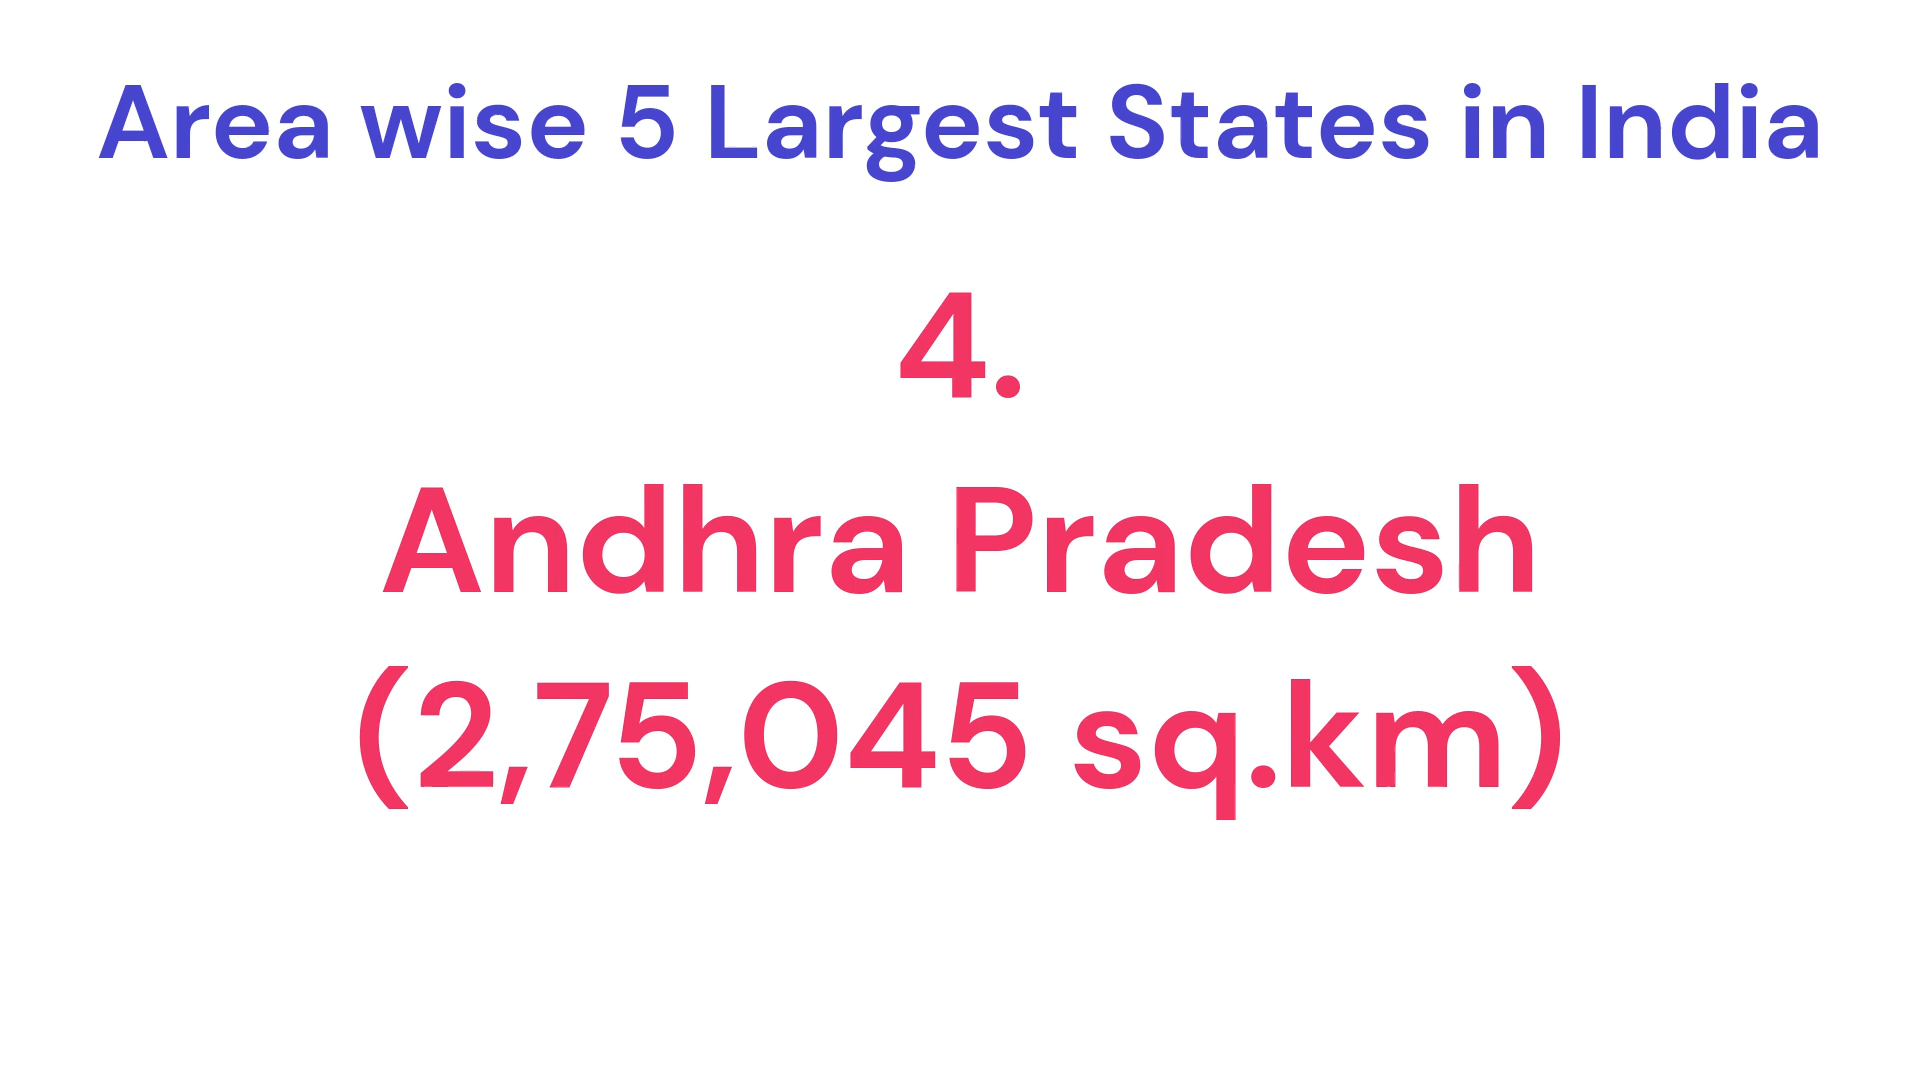 Area wise 5 Largest States in India
4.
Andhra Pradesh
(2,75,045 sq.km)